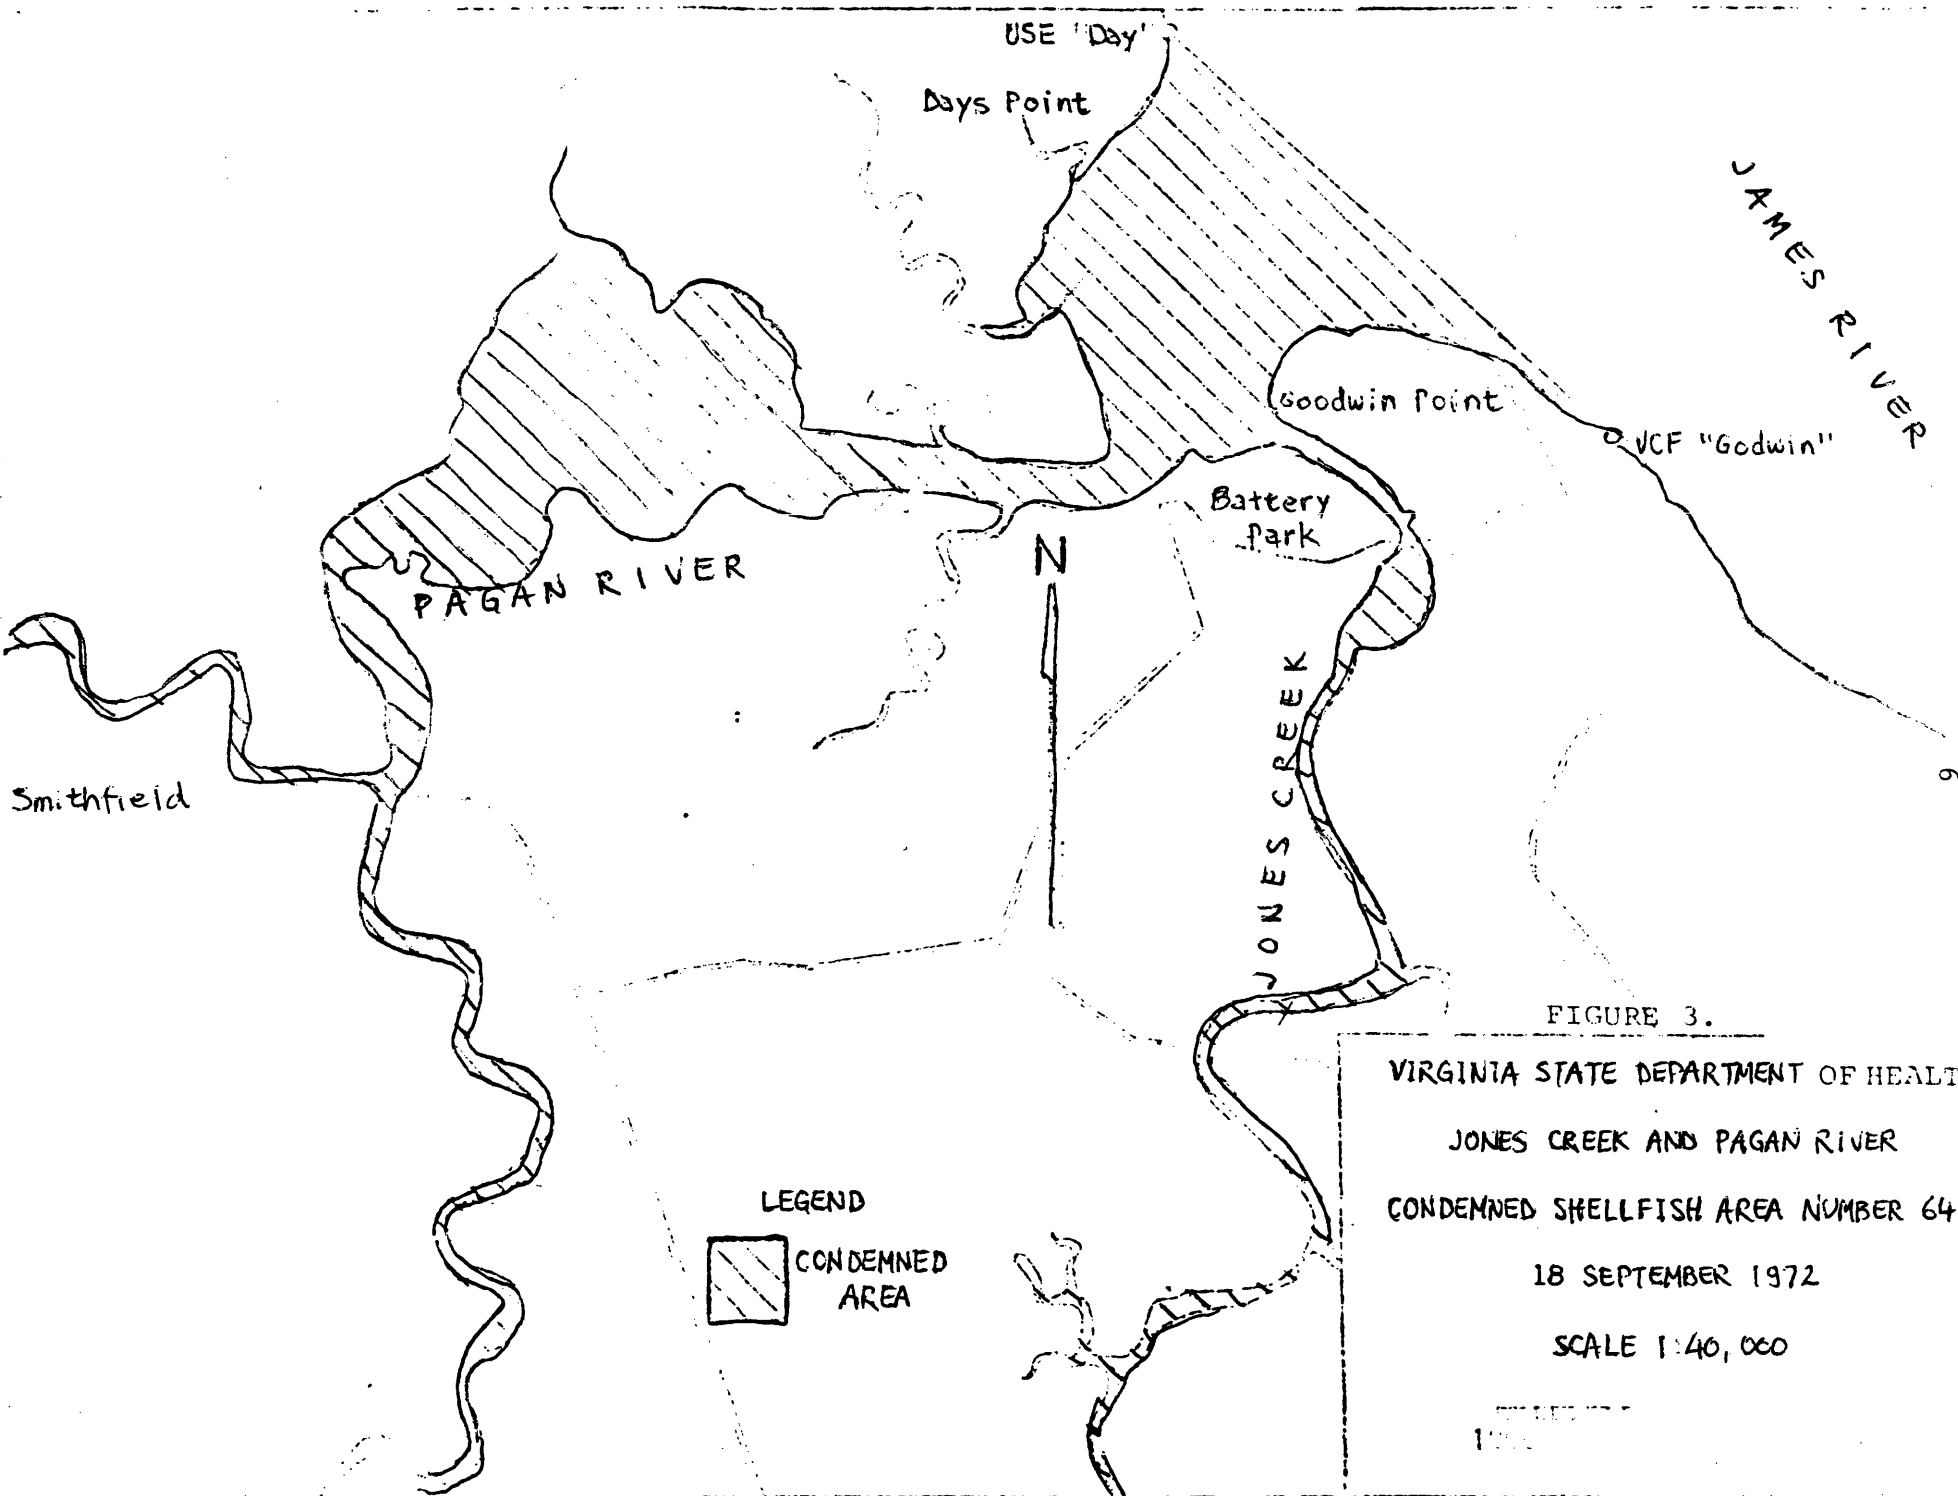 USE "Day"
Days Point
JAMES RIVER
Goodwin Point
VCF "Godwin"
Battery
Park
N
PAGAN RIVER
JONES CREEK
Smithfield
9
FIGURE 3.
VIRGINIA STATE DEPARTMENT OF HEALT
JONES CREEK AND PAGAN RIVER
CONDEMNED SHELLFISH AREA NUMBER 64
18 SEPTEMBER 1972
SCALE 1:40,000
LEGEND
CONDEMNED
AREA